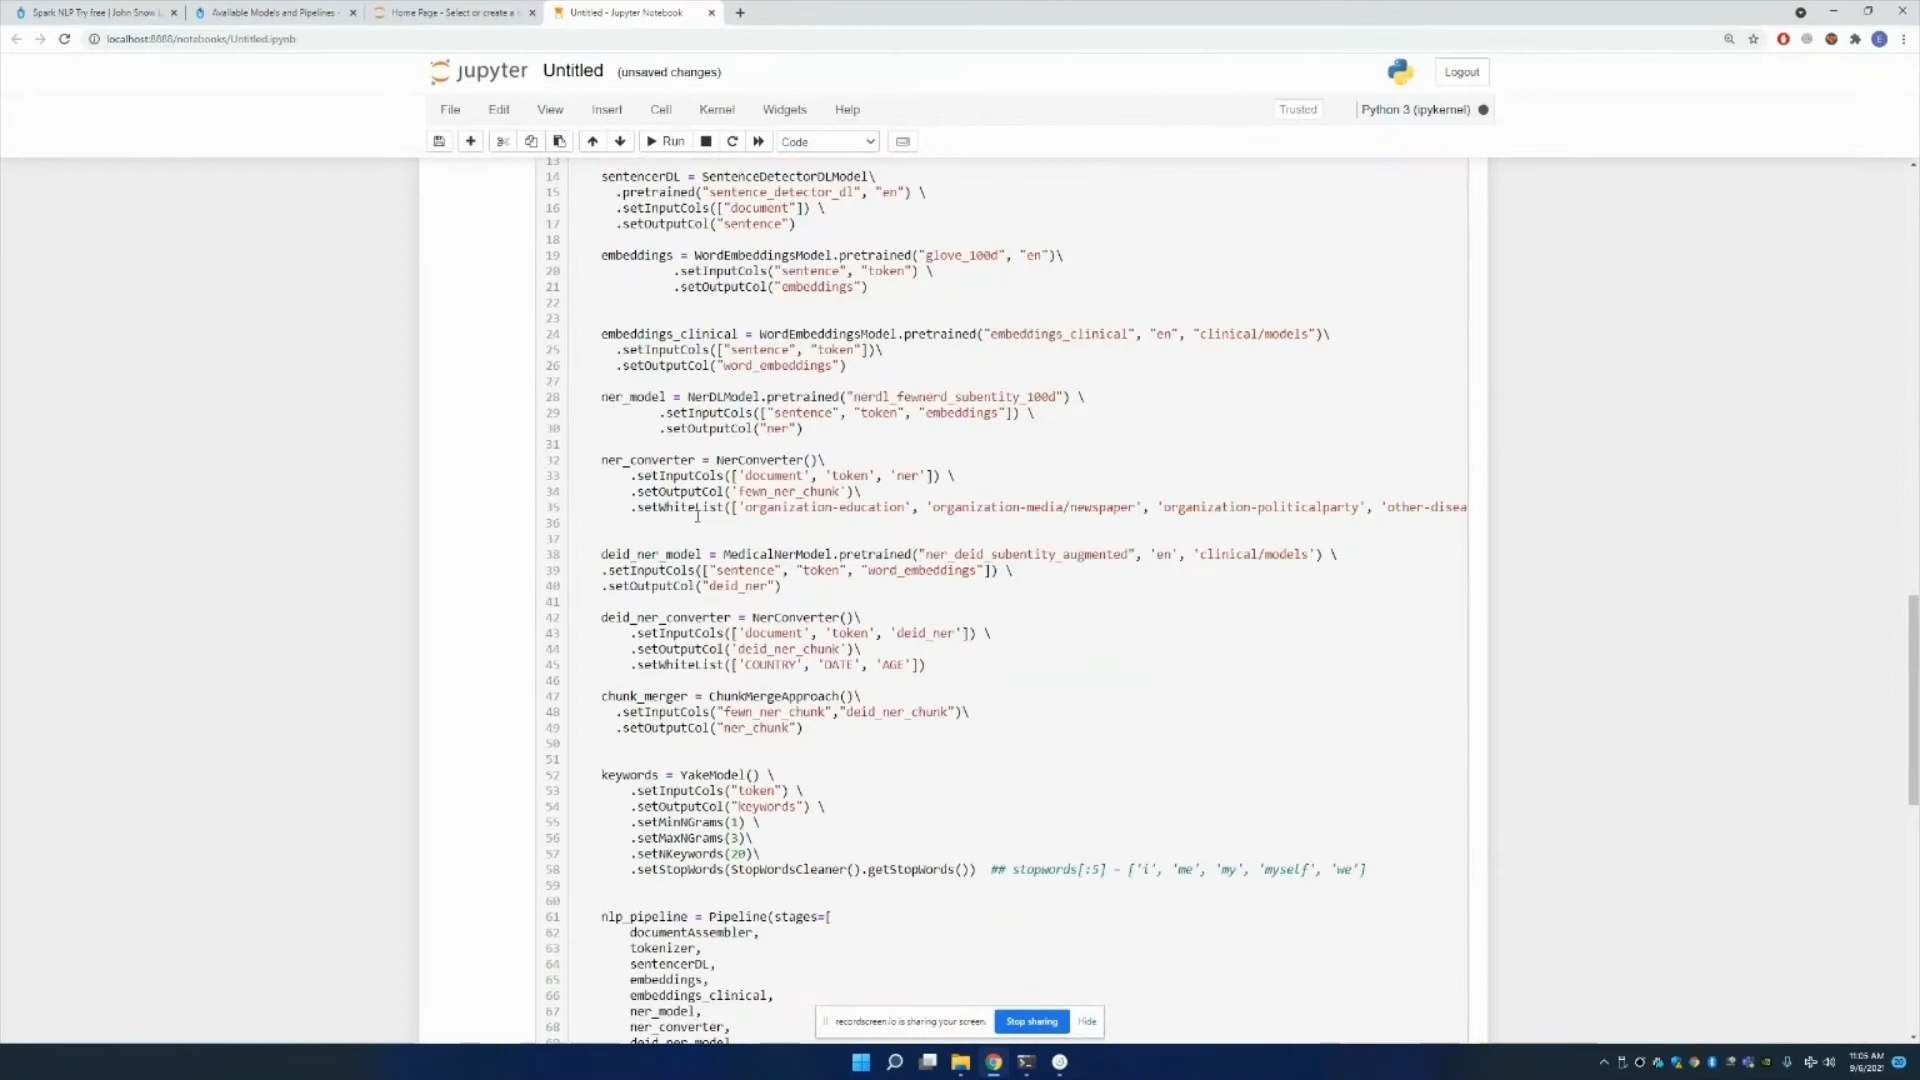 Spark NLP Try free | John Snow L
Available Models and Pipelines -
Home Page - Select or create a n
Untitled - Jupyter Notebook
localhost:8888/notebooks/Untitled.ipynb
jupyter Untitled (unsaved changes)
Logout
File Edit View Insert Cell Kernel Widgets Help
Trusted
Python 3 (ipykernel)
Run
Code
13
14 sentencerDL = SentenceDetectorDLModel\
15 .pretrained("sentence_detector_dl", "en") \
16 .setInputCols(["document"]) \
17 .setOutputCol("sentence")
18
19 embeddings = WordEmbeddingsModel.pretrained("glove_100d", "en")\
20 .setInputCols("sentence", "token") \
21 .setOutputCol("embeddings")
22
23
24 embeddings_clinical = WordEmbeddingsModel.pretrained("embeddings_clinical", "en", "clinical/models")\
25 .setInputCols(["sentence", "token"])\
26 .setOutputCol("word_embeddings")
27
28 ner_model = NerDLModel.pretrained("nerdl_fewnerd_subentity_100d") \
29 .setInputCols(["sentence", "token", "embeddings"]) \
30 .setOutputCol("ner")
31
32 ner_converter = NerConverter()\
33 .setInputCols(['document', 'token', 'ner']) \
34 .setOutputCol('fewn_ner_chunk')\
35 .setWhiteList(['organization-education', 'organization-media/newspaper', 'organization-politicalparty', 'other-disea
36
37
38 deid_ner_model = MedicalNerModel.pretrained("ner_deid_subentity_augmented", 'en', 'clinical/models') \
39 .setInputCols(["sentence", "token", "word_embeddings"]) \
40 .setOutputCol("deid_ner")
41
42 deid_ner_converter = NerConverter()\
43 .setInputCols(['document', 'token', 'deid_ner']) \
44 .setOutputCol('deid_ner_chunk')\
45 .setWhiteList(['COUNTRY', 'DATE', 'AGE'])
46
47 chunk_merger = ChunkMergeApproach()\
48 .setInputCols("fewn_ner_chunk","deid_ner_chunk")\
49 .setOutputCol("ner_chunk")
50
51
52 keywords = YakeModel() \
53 .setInputCols("token") \
54 .setOutputCol("keywords") \
55 .setMinNGrams(1) \
56 .setMaxNGrams(3)\
57 .setNKeywords(20)\
58 .setStopWords(StopWordsCleaner().getStopWords()) ## stopwords[:5] - ['i', 'me', 'my', 'myself', 'we']
59
60
61 nlp_pipeline = Pipeline(stages=[
62 documentAssembler,
63 tokenizer,
64 sentencerDL,
65 embeddings,
66 embeddings_clinical,
67 ner_model,
68 ner_converter,
69 deid_ner_model
recordscreen.io is sharing your screen. Stop sharing Hide
11:05 AM
9/6/2021